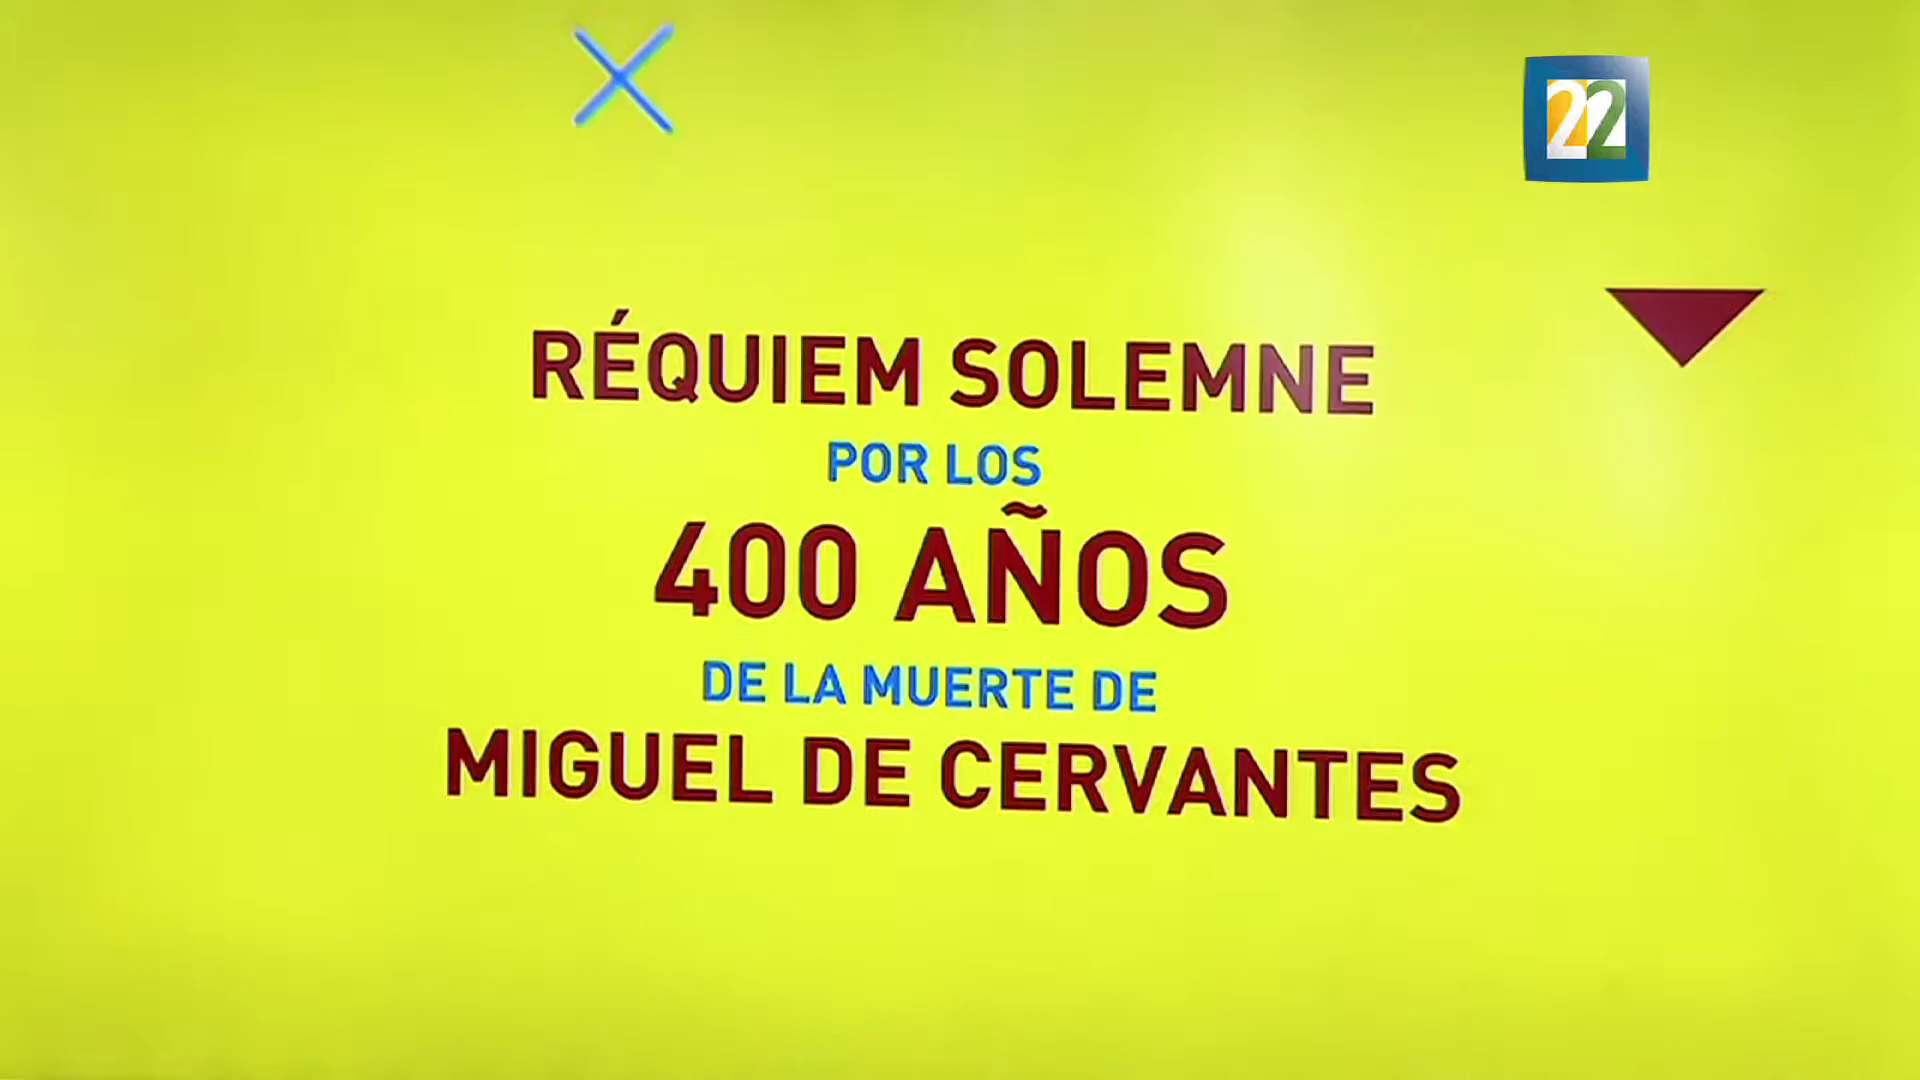 22
RÉQUIEM SOLEMNE
POR LOS
400 AÑOS
DE LA MUERTE DE
MIGUEL DE CERVANTES